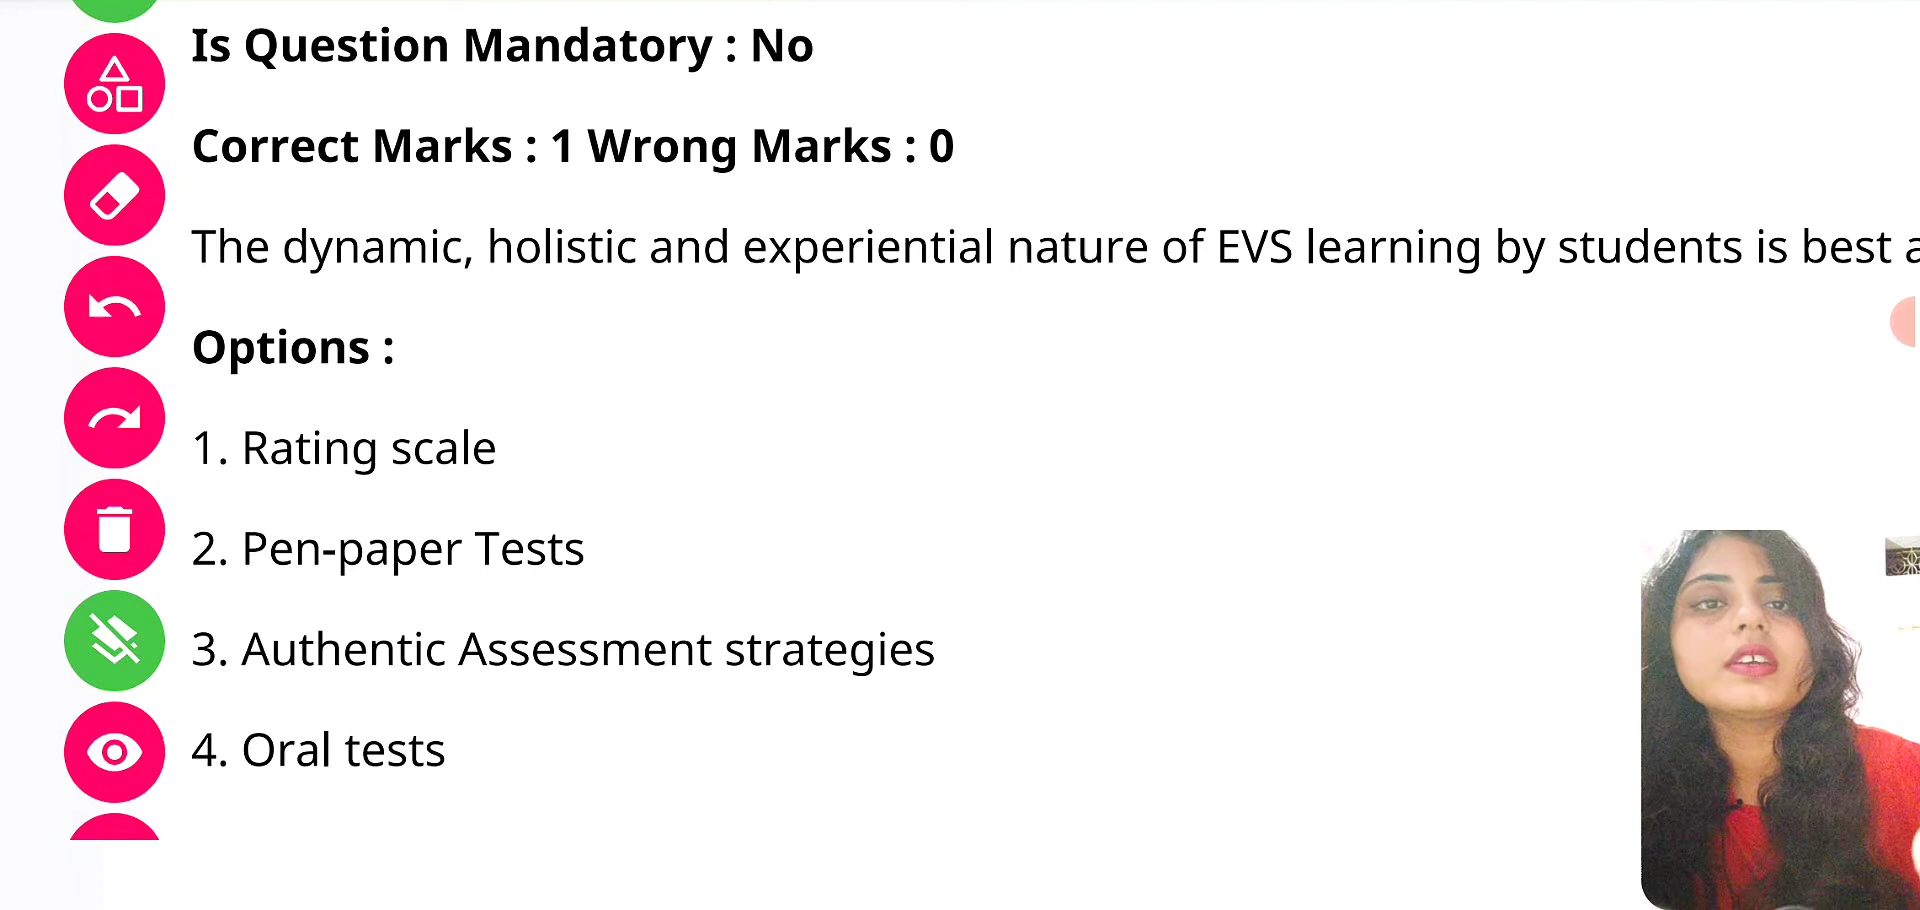 Is Question Mandatory : No
Correct Marks : 1 Wrong Marks : 0
The dynamic, holistic and experiential nature of EVS learning by students is best
Options :
1. Rating scale
2. Pen-paper Tests
3. Authentic Assessment strategies
4. Oral tests